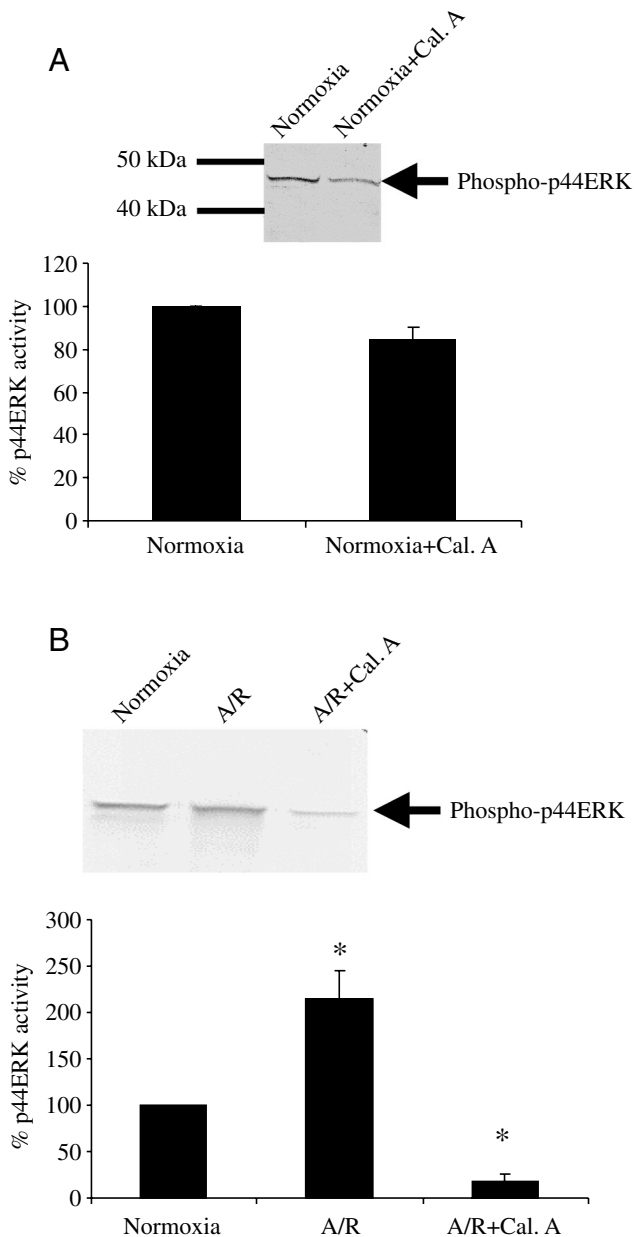 A
Normoxia
Normoxia+Cal. A
50 kDa
Phospho-p44ERK
40 kDa
% p44ERK activity
120
100
80
60
40
20
0
Normoxia
Normoxia+Cal. A
B
Normoxia
A/R
A/R+Cal. A
Phospho-p44ERK
% p44ERK activity
300
250
200
150
100
50
0
*
*
Normoxia
A/R
A/R+Cal. A